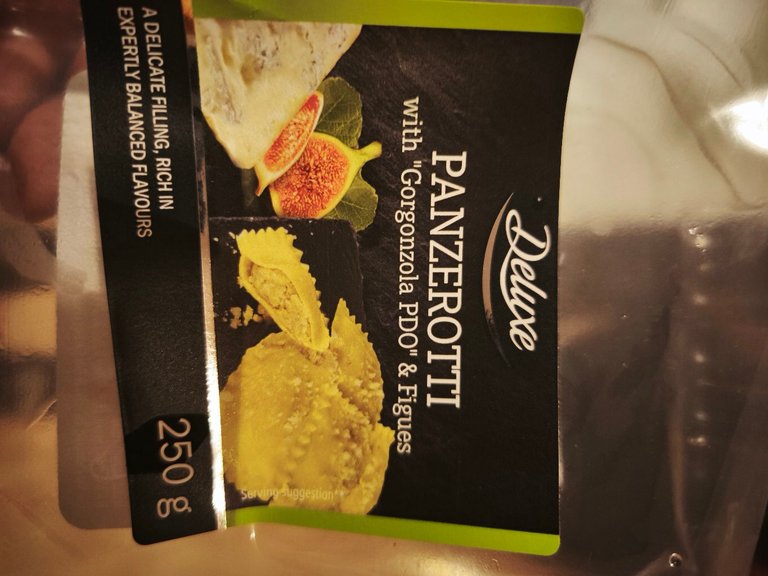 Deluxe
PANZEROTTI
with "Gorgonzola PDO" & Figues
Serving suggestion
A DELICATE FILLING, RICH IN
EXPERTLY BALANCED FLAVOURS
250 g